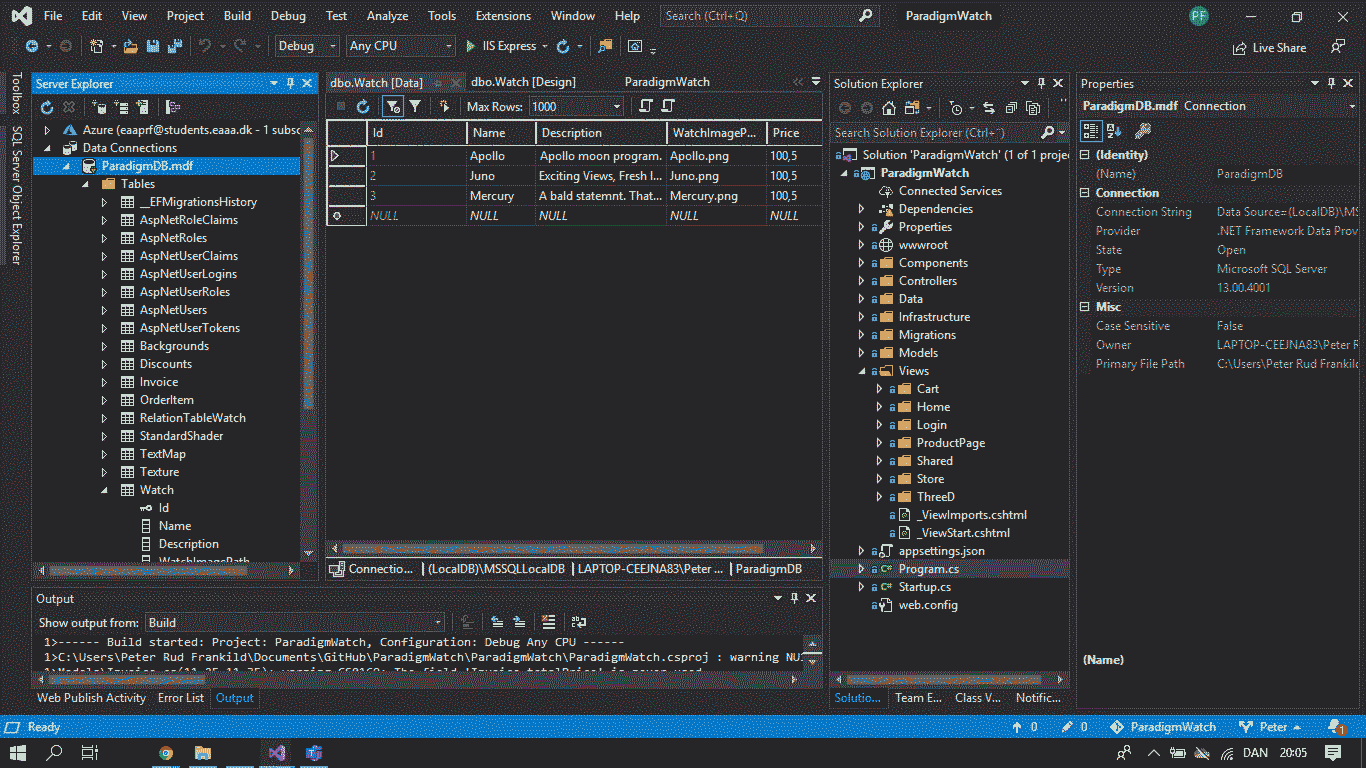 File Edit View Project Build Debug Test Analyze Tools Extensions Window Help Search (Ctrl+Q) ParadigmWatch PF
Debug Any CPU IIS Express Live Share
Toolbox
SQL Server Object Explorer
Server Explorer
Azure (eaaprf@students.eaaa.dk - 1 subsc
Data Connections
ParadigmDB.mdf
Tables
__EFMigrationsHistory
AspNetRoleClaims
AspNetRoles
AspNetUserClaims
AspNetUserLogins
AspNetUserRoles
AspNetUsers
AspNetUserTokens
Backgrounds
Discounts
Invoice
OrderItem
RelationTableWatch
StandardShader
TextMap
Texture
Watch
Id
Name
Description
WatchImagePath
dbo.Watch [Data] dbo.Watch [Design] ParadigmWatch
Max Rows: 1000
Id Name Description WatchImageP... Price
1 Apollo Apollo moon program. Apollo.png 100,5
2 Juno Exciting Views, Fresh I... Juno.png 100,5
3 Mercury A bald statemnt. That... Mercury.png 100,5
NULL NULL NULL NULL NULL
Connectio... | (LocalDB)\MSSQLLocalDB | LAPTOP-CEEJNA83\Peter ... | ParadigmDB
Output
Show output from: Build
1>------ Build started: Project: ParadigmWatch, Configuration: Debug Any CPU ------
1>C:\Users\Peter Rud Frankild\Documents\GitHub\ParadigmWatch\ParadigmWatch\ParadigmWatch.csproj : warning NU
Web Publish Activity Error List Output
Solution Explorer
Search Solution Explorer (Ctrl+¨)
Solution 'ParadigmWatch' (1 of 1 proje
ParadigmWatch
Connected Services
Dependencies
Properties
wwwroot
Components
Controllers
Data
Infrastructure
Migrations
Models
Views
Cart
Home
Login
ProductPage
Shared
Store
ThreeD
_ViewImports.cshtml
_ViewStart.cshtml
appsettings.json
C# Program.cs
C# Startup.cs
web.config
Solutio... Team E... Class V... Notific...
Properties
ParadigmDB.mdf Connection
(Identity)
(Name) ParadigmDB
Connection
Connection String Data Source=(LocalDB)\MSS
Provider .NET Framework Data Prov
State Open
Type Microsoft SQL Server
Version 13.00.4001
Misc
Case Sensitive False
Owner LAPTOP-CEEJNA83\Peter R
Primary File Path C:\Users\Peter Rud Frankild
(Name)
Ready 0 0 ParadigmWatch Peter 1
DAN 20:05